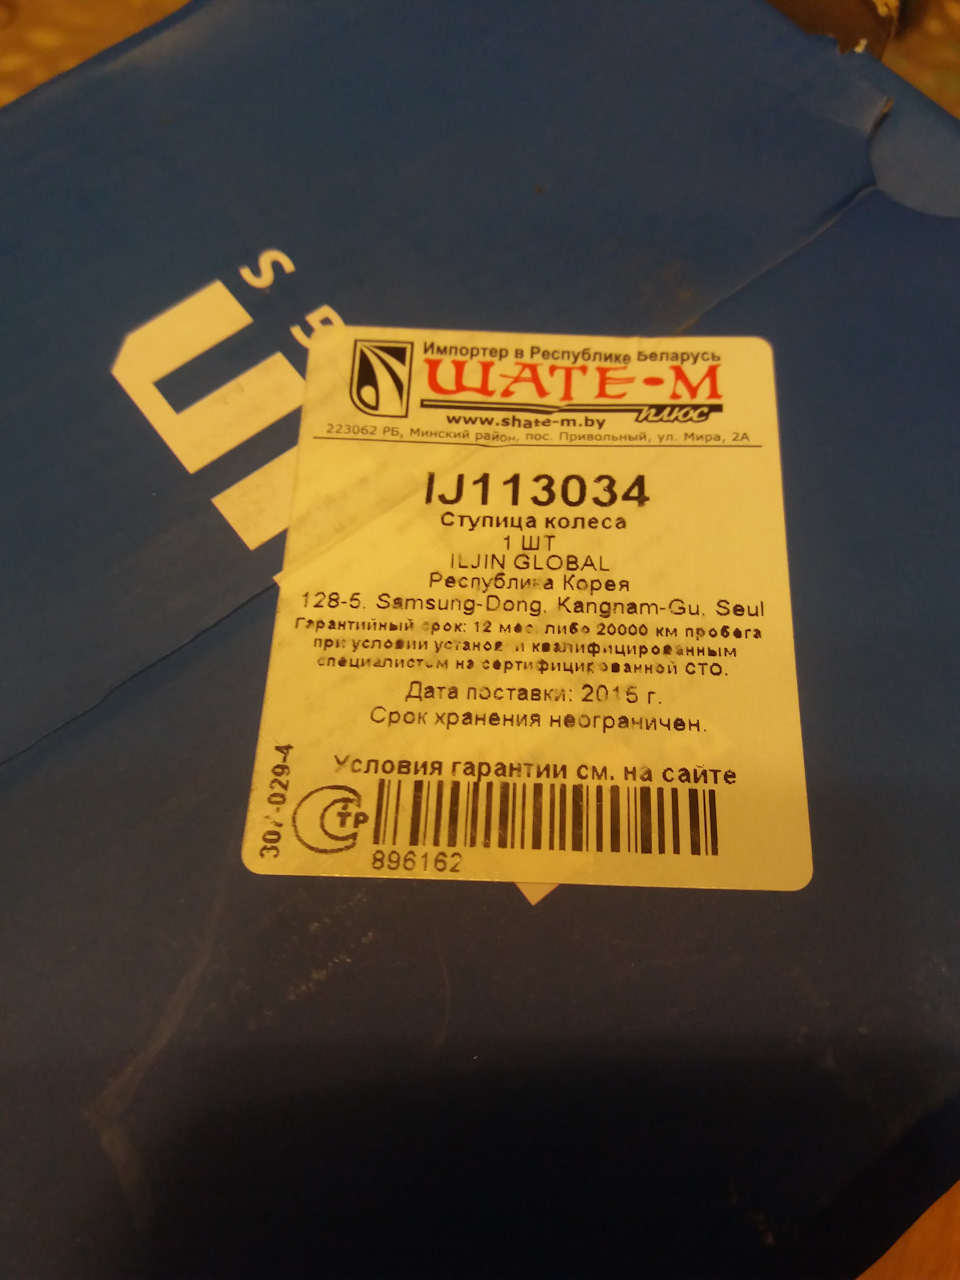 S
Импортер в Республике Беларусь
ШАТЕ-М
плюс
www.shate-m.by
223062 РБ, Минский район, пос. Привольный, ул. Мира, 2А
IJ113034
Ступица колеса
1 ШТ
ILJIN GLOBAL
Республика Корея
128-5, Samsung-Dong, Kangnam-Gu, Seul
Гарантийный срок: 12 мес. либо 20000 км пробега
при условии установки квалифицированным
специалистом на сертифицированной СТО.
Дата поставки: 2015 г.
Срок хранения неограничен.
Условия гарантии см. на сайте
307-029-4
СТР
896162